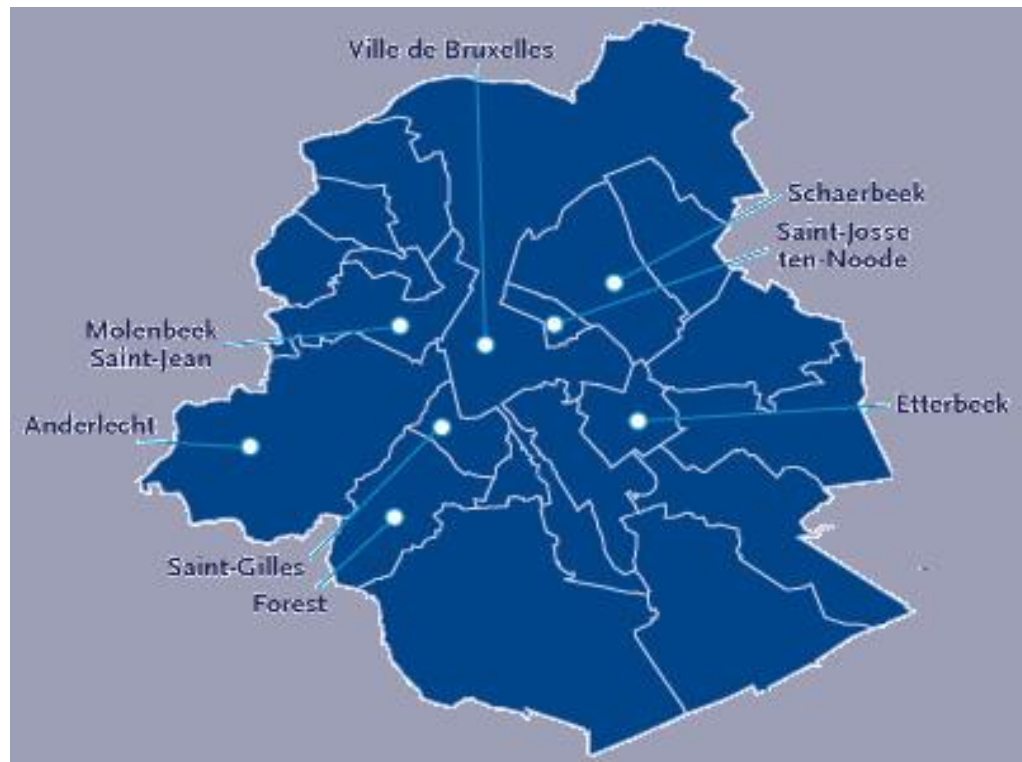 Ville de Bruxelles
Schaerbeek
Saint-Josse
ten-Noode
Molenbeek
Saint-Jean
Etterbeek
Anderlecht
Saint-Gilles
Forest